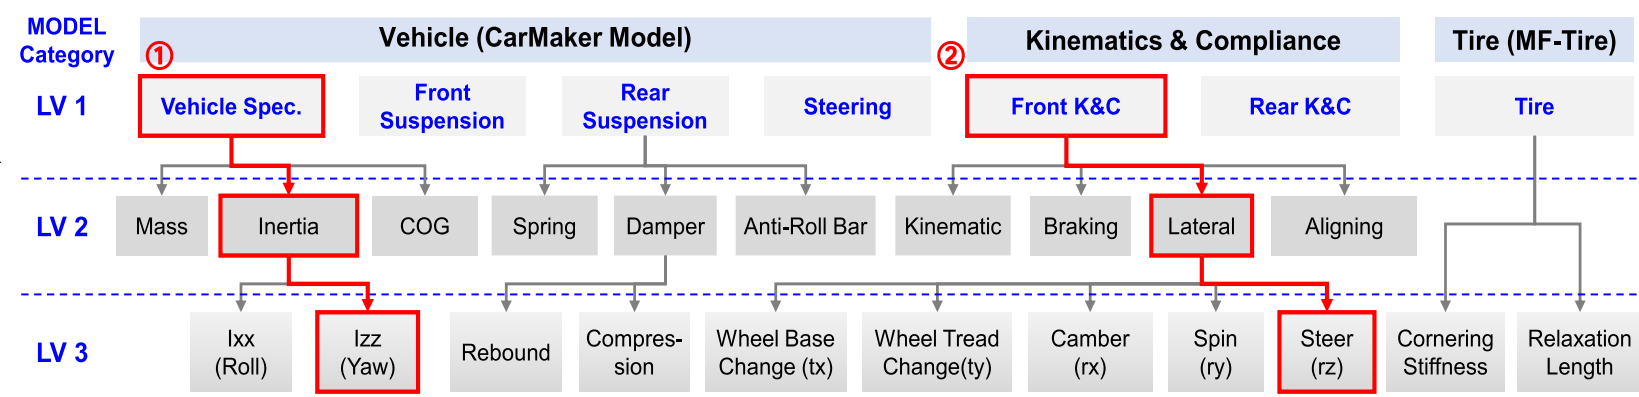 MODEL
Category
Vehicle (CarMaker Model)
Kinematics & Compliance
Tire (MF-Tire)
①
②
LV 1
Vehicle Spec.
Front
Suspension
Rear
Suspension
Steering
Front K&C
Rear K&C
Tire
LV 2
Mass
Inertia
COG
Spring
Damper
Anti-Roll Bar
Kinematic
Braking
Lateral
Aligning
LV 3
Ixx
(Roll)
Izz
(Yaw)
Rebound
Compres-
sion
Wheel Base
Change (tx)
Wheel Tread
Change(ty)
Camber
(rx)
Spin
(ry)
Steer
(rz)
Cornering
Stiffness
Relaxation
Length